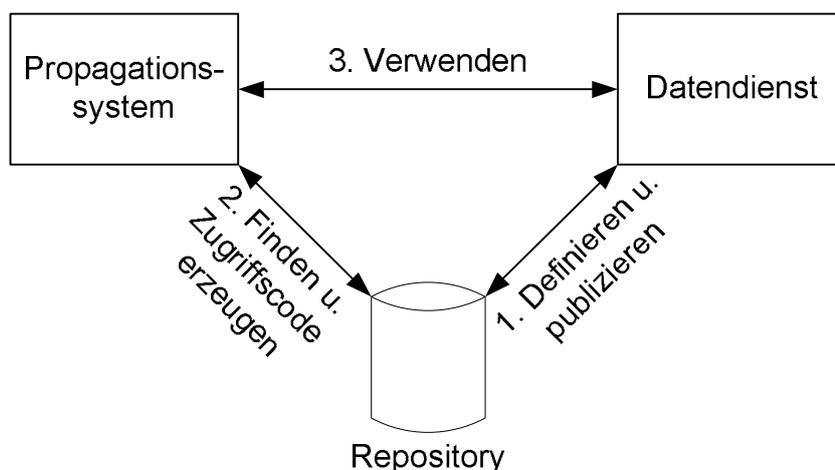 Propagations-
system
3. Verwenden
Datendienst
2. Finden u.
Zugriffscode
erzeugen
1. Definieren u.
publizieren
Repository